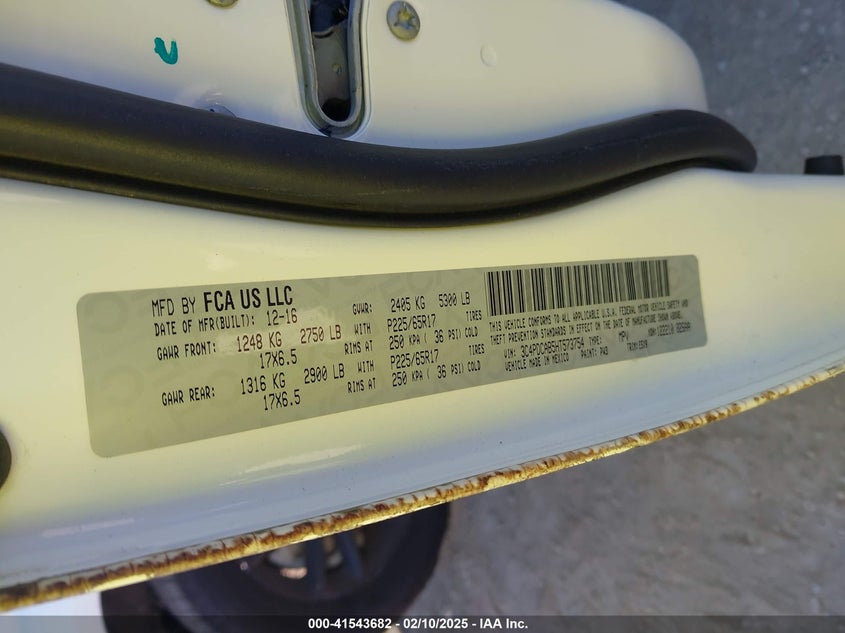 MFD BY FCA US LLC
DATE OF MFR(BUILT): 12-16 GVWR: 2405 KG 5300 LB
GAWR FRONT: 1248 KG 2750 LB WITH P225/65R17 TIRES
17X6.5 RIMS AT 250 KPA ( 36 PSI) COLD
GAWR REAR: 1316 KG 2900 LB WITH P225/65R17 TIRES
17X6.5 RIMS AT 250 KPA ( 36 PSI) COLD
THIS VEHICLE CONFORMS TO ALL APPLICABLE U.S.A. FEDERAL MOTOR VEHICLE SAFETY AND
THEFT PREVENTION STANDARDS IN EFFECT ON THE DATE OF MANUFACTURE SHOWN ABOVE.
VIN: 3C4PDCAB5HT573754 TYPE: MPV
VEHICLE MADE IN MEXICO PAINT: PW3
000-41543682 - 02/10/2025 - IAA Inc.